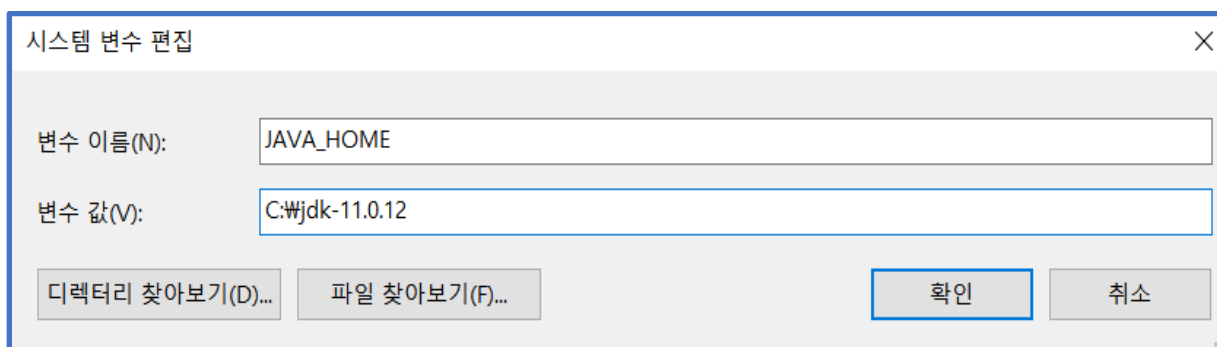 시스템 변수 편집
변수 이름(N):
JAVA_HOME
변수 값(V):
C:₩jdk-11.0.12
디렉터리 찾아보기(D)...
파일 찾아보기(F)...
확인
취소